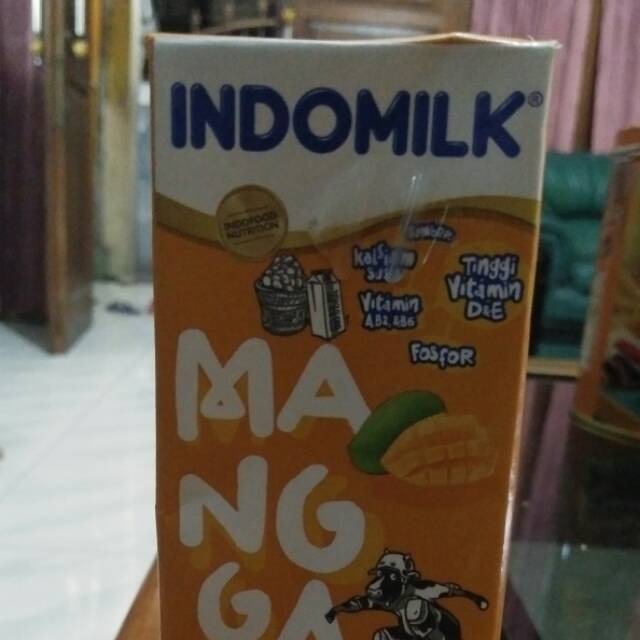 INDOMILK®
INDOFOOD
NUTRITION
Tinggi
Vitamin
D&E
Vitamin
A,B2,&B6
Fosfor
MA
NG
GA